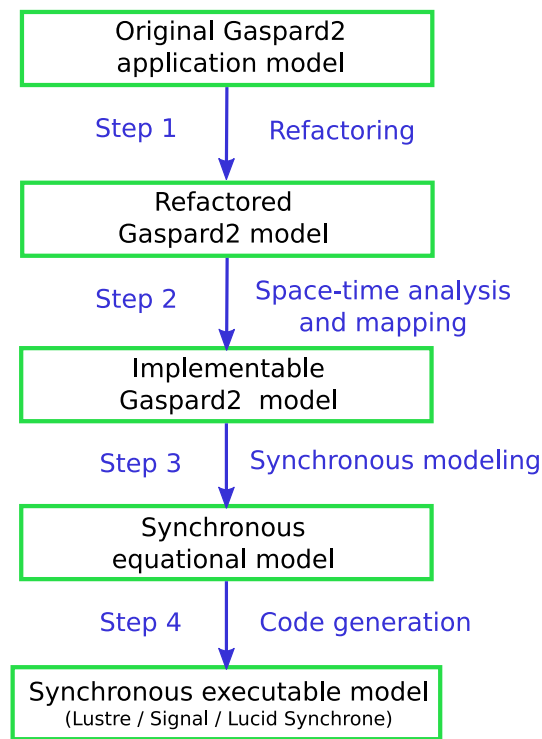 Original Gaspard2
application model
Step 1
Refactoring
Refactored
Gaspard2 model
Step 2
Space-time analysis
and mapping
Implementable
Gaspard2 model
Step 3
Synchronous modeling
Synchronous
equational model
Step 4
Code generation
Synchronous executable model
(Lustre / Signal / Lucid Synchrone)